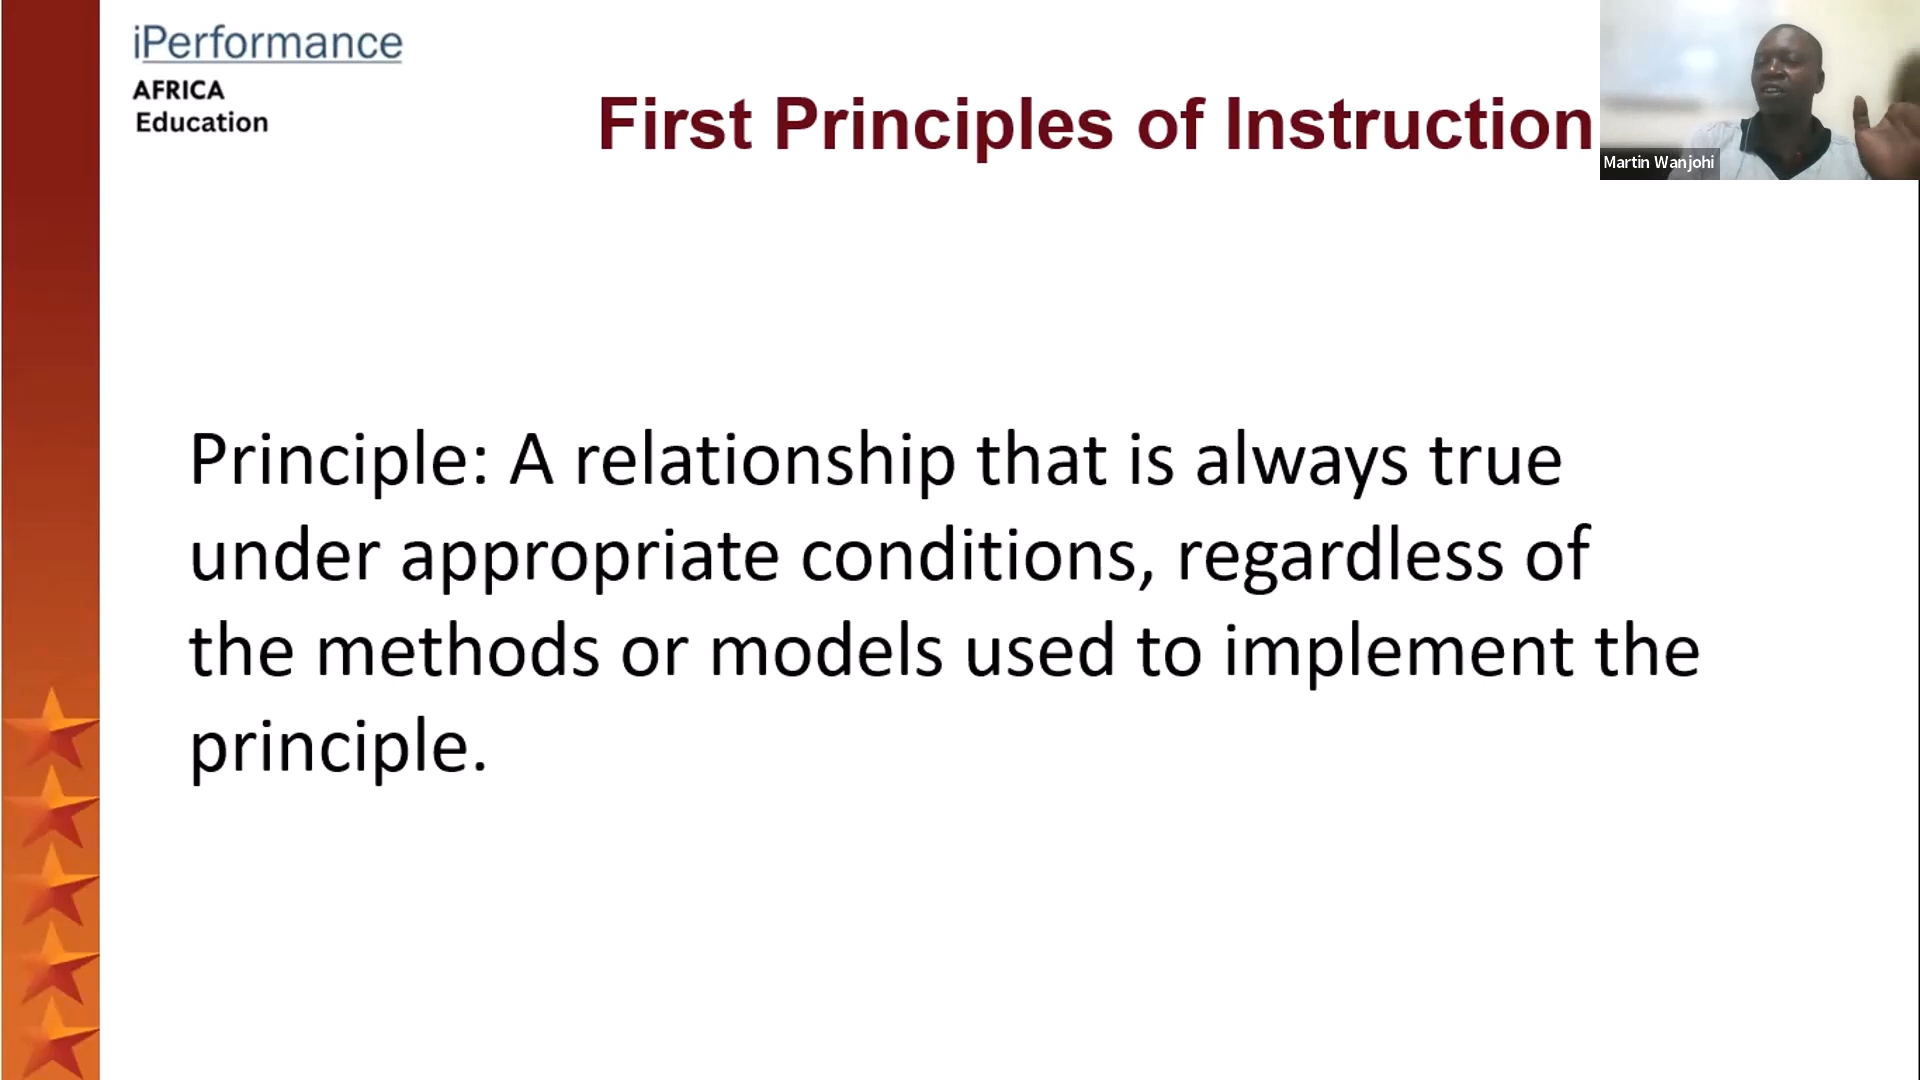 iPerformance
AFRICA
Education
First Principles of Instruction
Martin Wanjohi
Principle: A relationship that is always true
under appropriate conditions, regardless of
the methods or models used to implement the
principle.